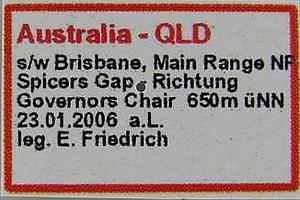 Australia - QLD
s/w Brisbane, Main Range NP
Spicers Gap - Richtung
Governors Chair 650m üNN
23.01.2006 a.L.
leg. E. Friedrich